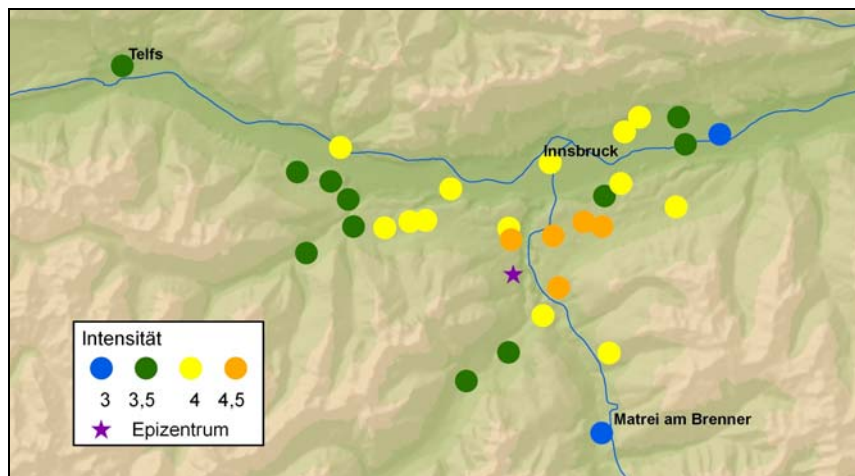 Telfs
Innsbruck
Intensität
3 3,5 4 4,5
Epizentrum
Matrei am Brenner